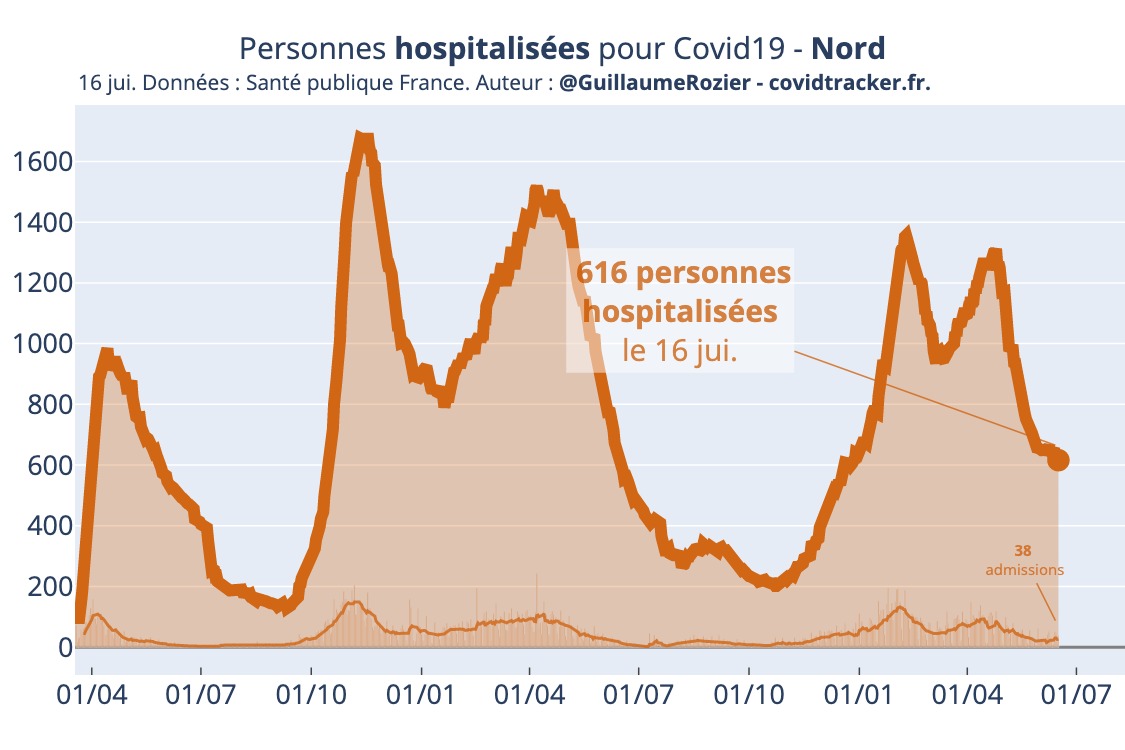 Personnes hospitalisées pour Covid19 - Nord
16 jui. Données : Santé publique France. Auteur : @GuillaumeRozier - covidtracker.fr.
1600
1400
1200
1000
800
600
400
200
0
616 personnes
hospitalisées
le 16 jui.
38
admissions
01/04 01/07 01/10 01/01 01/04 01/07 01/10 01/01 01/04 01/07